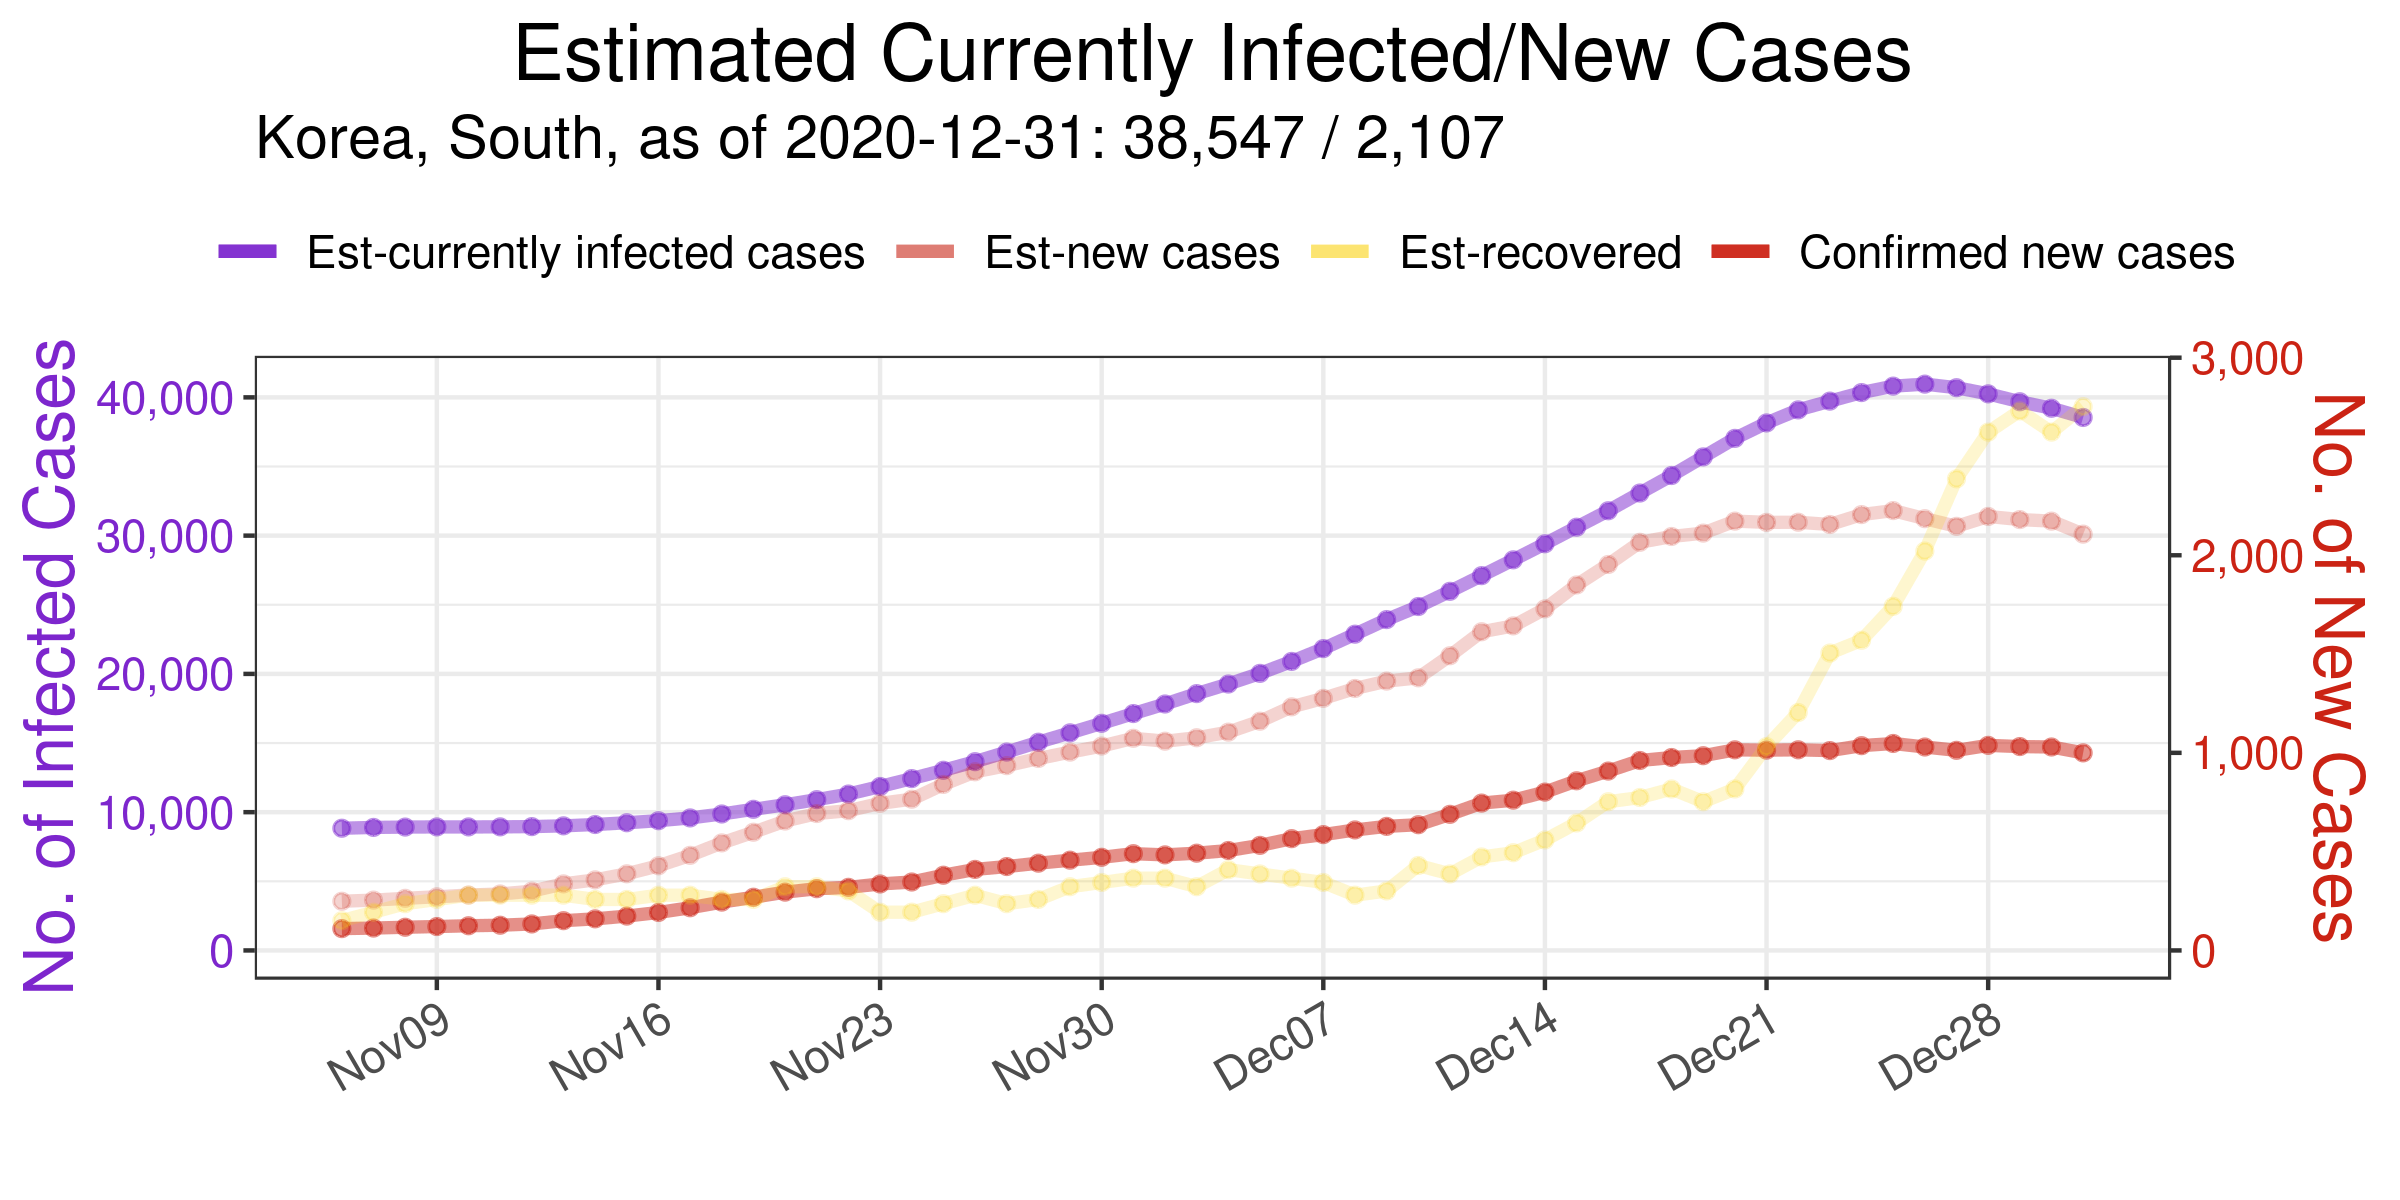 Estimated Currently Infected/New Cases
Korea, South, as of 2020-12-31: 38,547 / 2,107
Est-currently infected cases Est-new cases Est-recovered Confirmed new cases
No. of Infected Cases
40,000
30,000
20,000
10,000
0
3,000
2,000
1,000
0
No. of New Cases
Nov09 Nov16 Nov23 Nov30 Dec07 Dec14 Dec21 Dec28